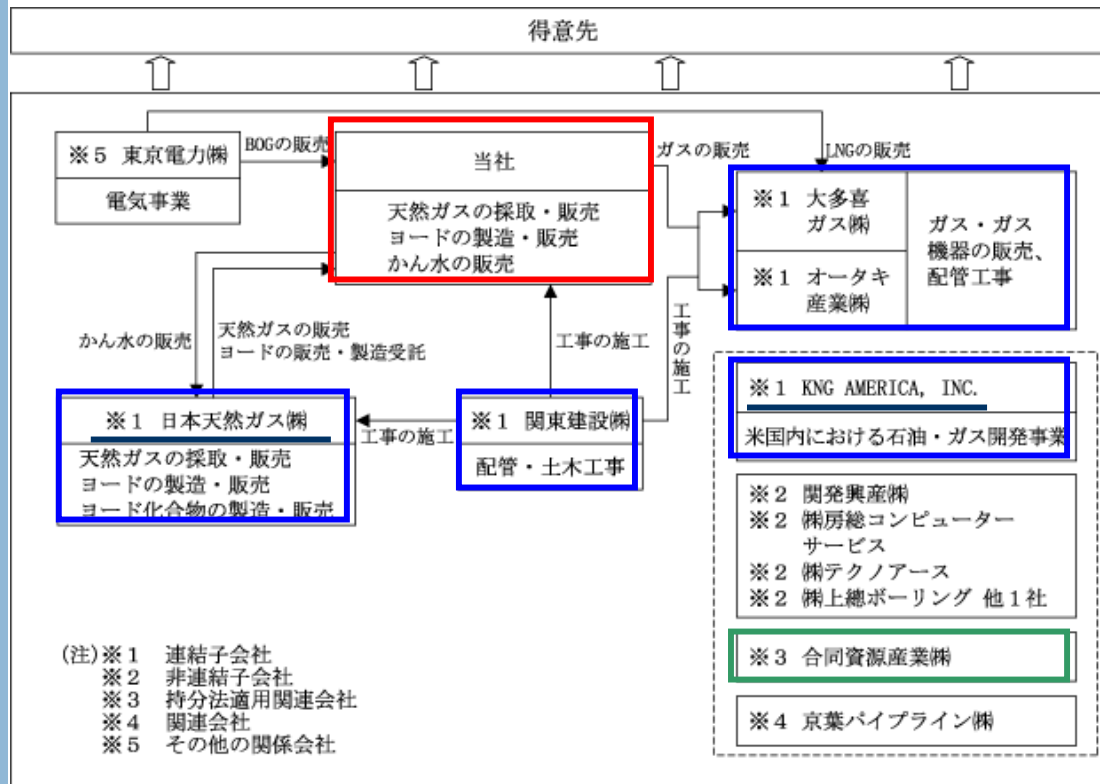 得意先
※5 東京電力㈱
電気事業
BOGの販売
当社
天然ガスの採取・販売
ヨードの製造・販売
かん水の販売
ガスの販売
LNGの販売
※1 大多喜
ガス㈱
※1 オータキ
産業㈱
ガス・ガス
機器の販売、
配管工事
かん水の販売
天然ガスの販売
ヨードの販売・製造受託
工事の施工
工事の施工
※1 日本天然ガス㈱
天然ガスの採取・販売
ヨードの製造・販売
ヨード化合物の製造・販売
工事の施工
※1 関東建設㈱
配管・土木工事
※1 KNG AMERICA, INC.
米国内における石油・ガス開発事業
※2 関発興産㈱
※2 ㈱房総コンピューター
サービス
※2 ㈱テクノアース
※2 ㈱上總ボーリング 他1社
※3 合同資源産業㈱
※4 京葉パイプライン㈱
(注)※1 連結子会社
※2 非連結子会社
※3 持分法適用関連会社
※4 関連会社
※5 その他の関係会社